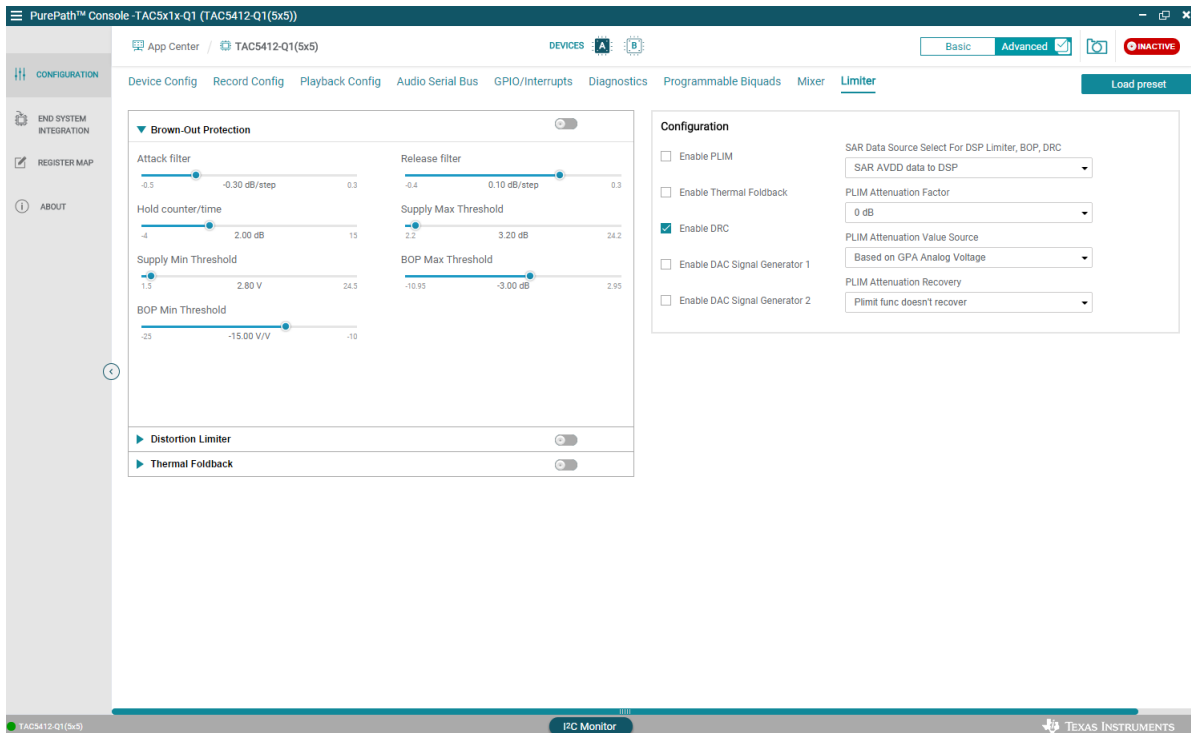 PurePath™ Console -TAC5x1x-Q1 (TAC5412-Q1(5x5))
App Center / TAC5412-Q1(5x5)
DEVICES A B
Basic Advanced
INACTIVE
CONFIGURATION
END SYSTEM
INTEGRATION
REGISTER MAP
ABOUT
Device Config Record Config Playback Config Audio Serial Bus GPIO/Interrupts Diagnostics Programmable Biquads Mixer Limiter
Load preset
Brown-Out Protection
Attack filter
-0.5 -0.30 dB/step 0.3
Release filter
-0.4 0.10 dB/step 0.3
Hold counter/time
-4 2.00 dB 15
Supply Max Threshold
2.2 3.20 dB 24.2
Supply Min Threshold
1.5 2.80 V 24.5
BOP Max Threshold
-10.95 -3.00 dB 2.95
BOP Min Threshold
-25 -15.00 V/V -10
Distortion Limiter
Thermal Foldback
Configuration
Enable PLIM
Enable Thermal Foldback
Enable DRC
Enable DAC Signal Generator 1
Enable DAC Signal Generator 2
SAR Data Source Select For DSP Limiter, BOP, DRC
SAR AVDD data to DSP
PLIM Attenuation Factor
0 dB
PLIM Attenuation Value Source
Based on GPA Analog Voltage
PLIM Attenuation Recovery
Plimit func doesn't recover
TAC5412-Q1(5x5)
I²C Monitor
TEXAS INSTRUMENTS